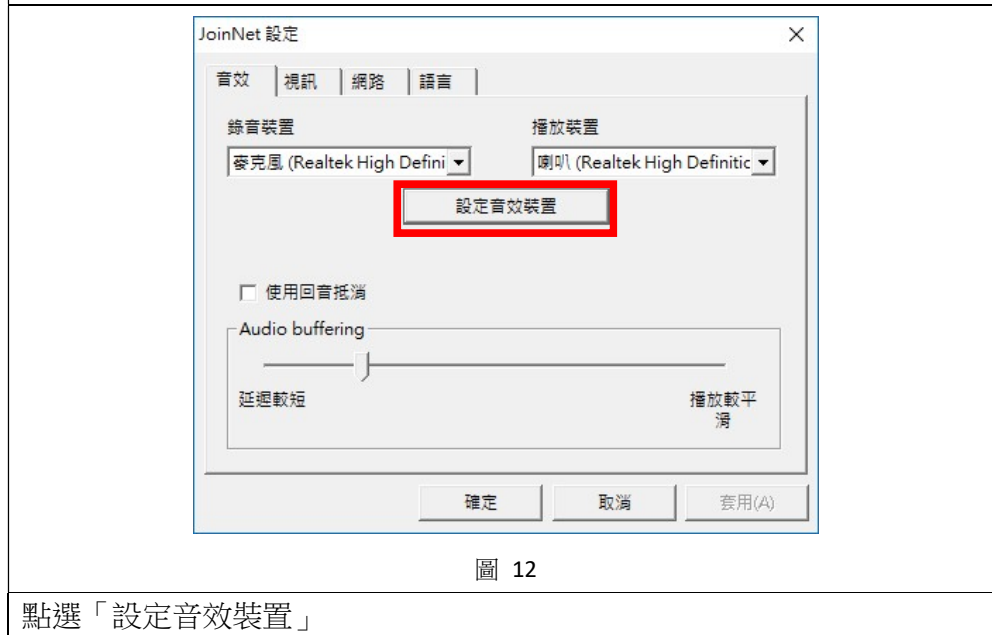 JoinNet 設定
音效 視訊 網路 語言
錄音裝置 播放裝置
麥克風 (Realtek High Defini 喇叭 (Realtek High Definitic
設定音效裝置
使用回音抵消
Audio buffering
延遲較短 播放較平
滑
確定 取消 套用(A)
圖 12
點選「設定音效裝置」